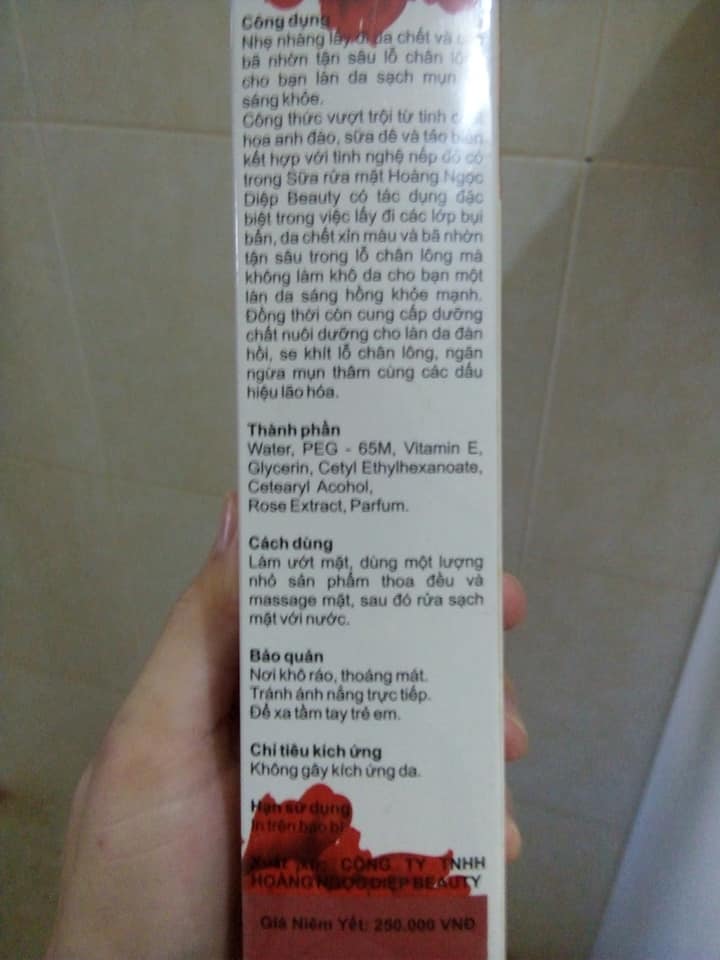 Công dụng
Nhẹ nhàng lấy đi da chết và
bã nhờn tận sâu lỗ chân
cho bạn làn da sạch mụn
sáng khỏe.
Công thức vượt trội từ tinh
hoa anh đào, sữa dê và táo biển
kết hợp với tinh nghệ nếp đỏ có
trong Sữa rửa mặt Hoàng Ngọc
Diệp Beauty có tác dụng đặc
biệt trong việc lấy đi các lớp bụi
bẩn, da chết xỉn màu và bã nhờn
tận sâu trong lỗ chân lông mà
không làm khô da cho bạn một
làn da sáng hồng khỏe mạnh.
Đồng thời còn cung cấp dưỡng
chất nuôi dưỡng cho làn da đàn
hồi, se khít lỗ chân lông, ngăn
ngừa mụn thâm cùng các dấu
hiệu lão hóa.
Thành phần
Water, PEG - 65M, Vitamin E,
Glycerin, Cetyl Ethylhexanoate,
Cetearyl Acohol,
Rose Extract, Parfum.
Cách dùng
Làm ướt mặt, dùng một lượng
nhỏ sản phẩm thoa đều và
massage mặt, sau đó rửa sạch
mặt với nước.
Bảo quản
Nơi khô ráo, thoáng mát.
Tránh ánh nắng trực tiếp.
Để xa tầm tay trẻ em.
Chỉ tiêu kích ứng
Không gây kích ứng da.
Hạn sử dụng
In trên bao bì
Xuất xứ: CÔNG TY TNHH
HOÀNG NGỌC DIỆP BEAUTY
Giá Niêm Yết: 250.000 VNĐ